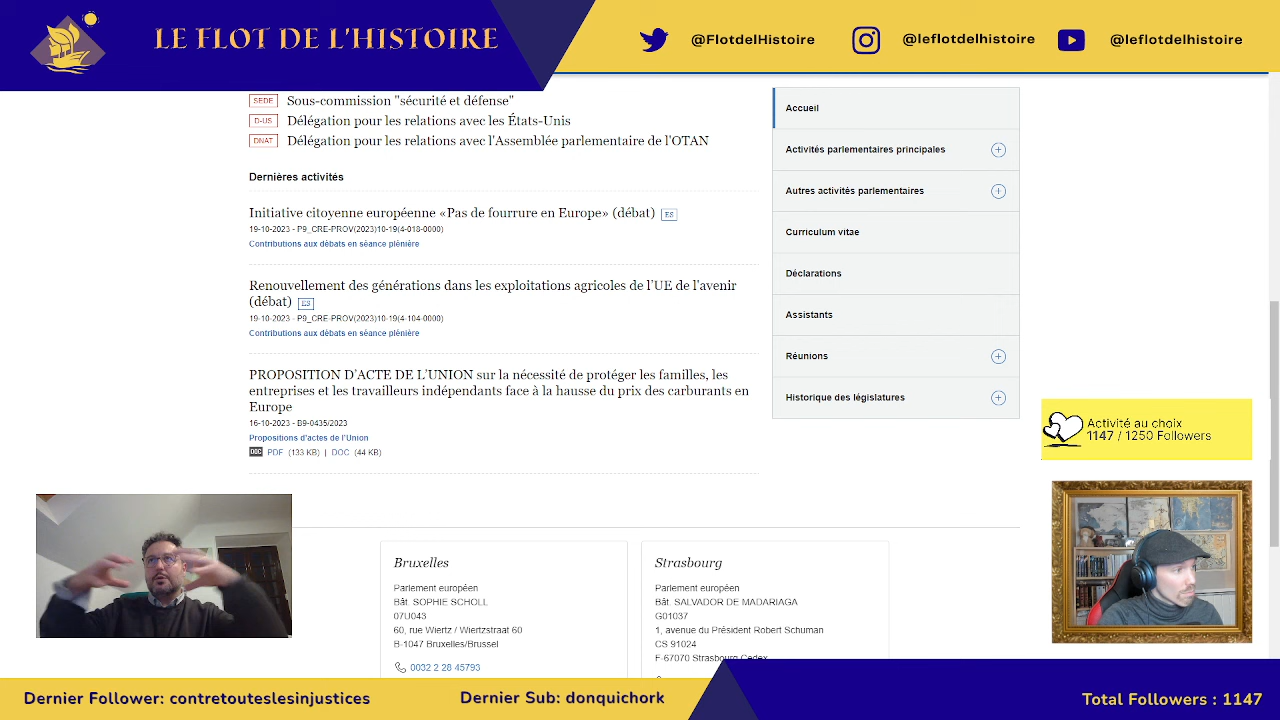 LE FLOT DE L'HISTOIRE
@FlotdelHistoire
@leflotdelhistoire
@leflotdelhistoire
SEDE Sous-commission "sécurité et défense"
D-US Délégation pour les relations avec les États-Unis
DNAT Délégation pour les relations avec l'Assemblée parlementaire de l'OTAN
Dernières activités
Initiative citoyenne européenne «Pas de fourrure en Europe» (débat) ES
19-10-2023 - P9_CRE-PROV(2023)10-19(4-018-0000)
Contributions aux débats en séance plénière
Renouvellement des générations dans les exploitations agricoles de l'UE de l'avenir
(débat) ES
19-10-2023 - P9_CRE-PROV(2023)10-19(4-104-0000)
Contributions aux débats en séance plénière
PROPOSITION D'ACTE DE L'UNION sur la nécessité de protéger les familles, les
entreprises et les travailleurs indépendants face à la hausse du prix des carburants en
Europe
16-10-2023 - B9-0435/2023
Propositions d'actes de l'Union
DOC PDF (133 KB) | DOC (44 KB)
Accueil
Activités parlementaires principales
Autres activités parlementaires
Curriculum vitae
Déclarations
Assistants
Réunions
Historique des législatures
Activité au choix
1147 / 1250 Followers
Bruxelles
Parlement européen
Bât. SOPHIE SCHOLL
07U043
60, rue Wiertz / Wiertzstraat 60
B-1047 Bruxelles/Brussel
0032 2 28 45793
Strasbourg
Parlement européen
Bât. SALVADOR DE MADARIAGA
G01037
1, avenue du Président Robert Schuman
CS 91024
F-67070 Strasbourg Cedex
Dernier Follower: contretouteslesinjustices
Dernier Sub: donquichork
Total Followers : 1147